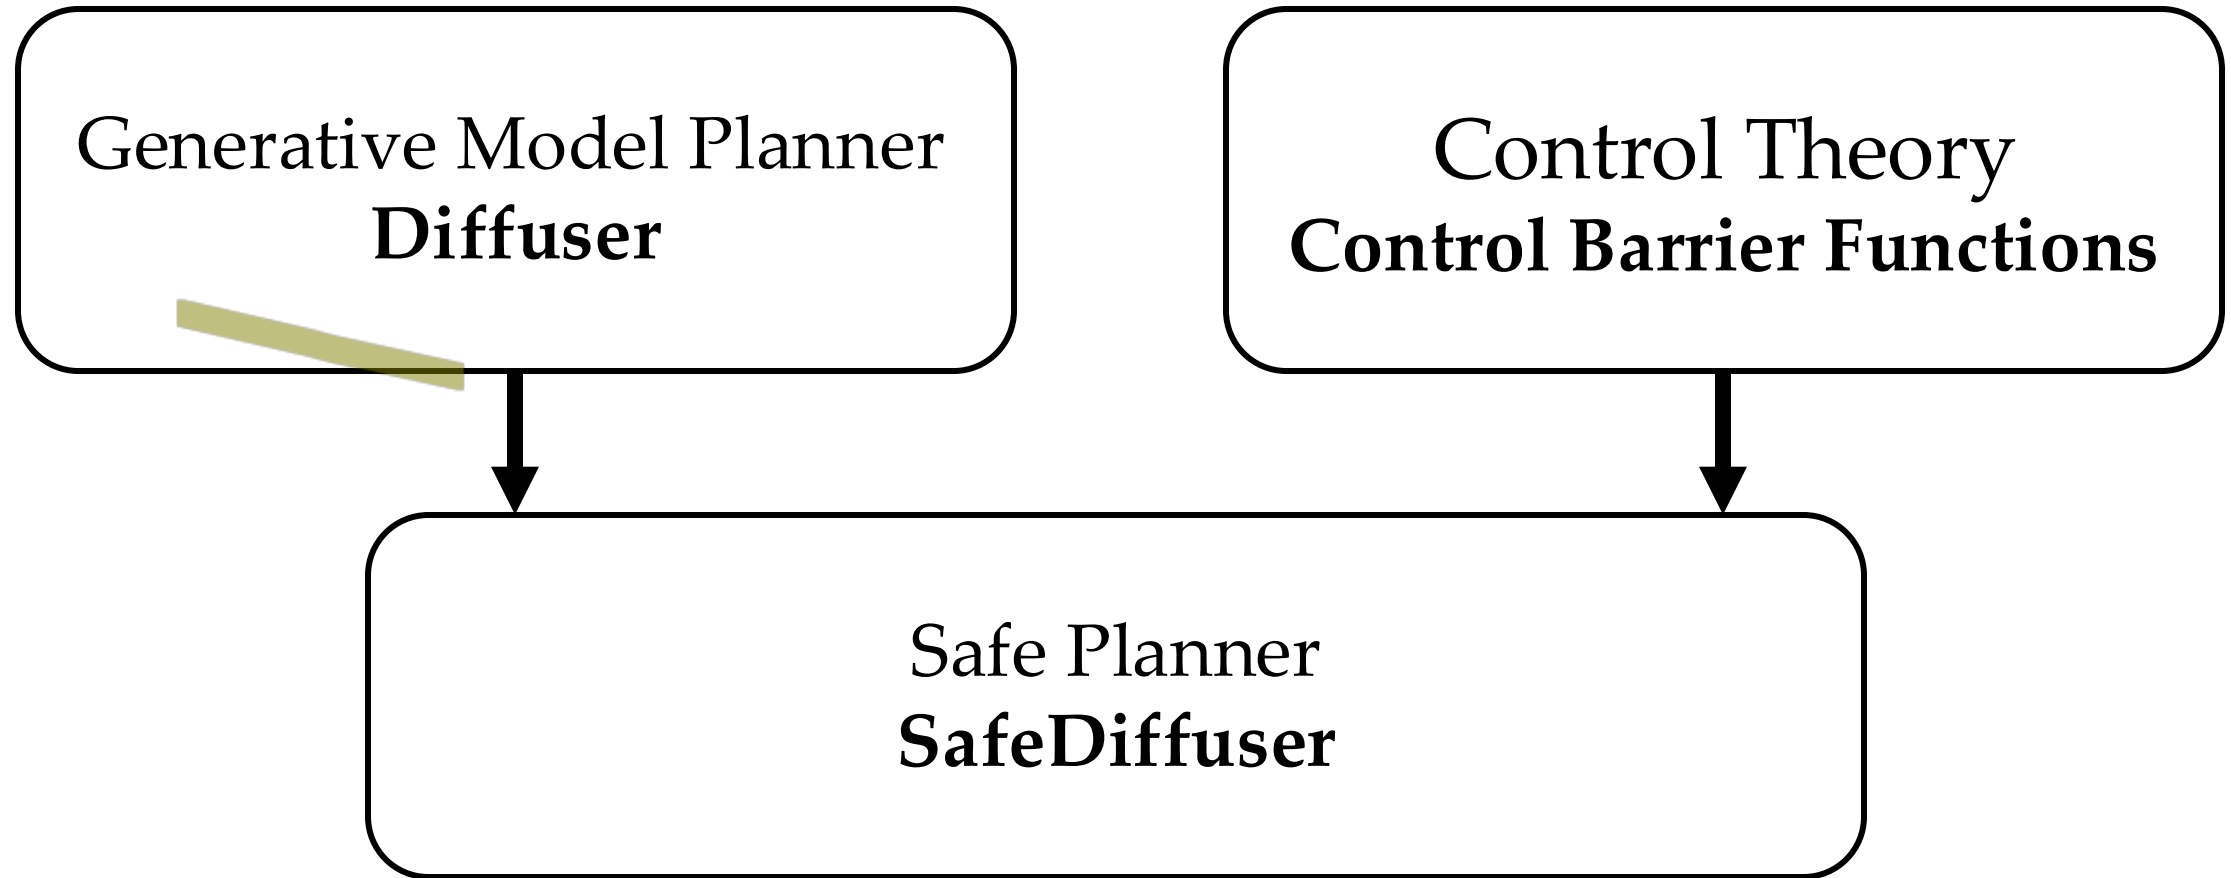 Generative Model Planner
Diffuser
Control Theory
Control Barrier Functions
Safe Planner
SafeDiffuser